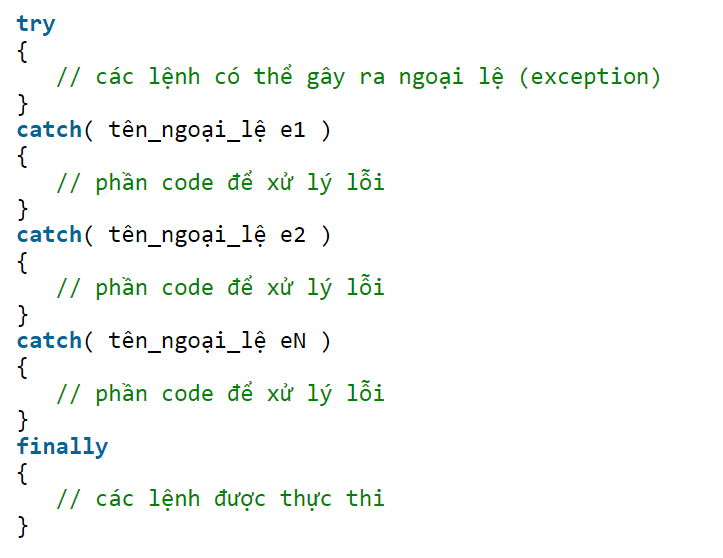 try
{
// các lệnh có thể gây ra ngoại lệ (exception)
}
catch( tên_ngoại_lệ e1 )
{
// phần code để xử lý lỗi
}
catch( tên_ngoại_lệ e2 )
{
// phần code để xử lý lỗi
}
catch( tên_ngoại_lệ eN )
{
// phần code để xử lý lỗi
}
finally
{
// các lệnh được thực thi
}